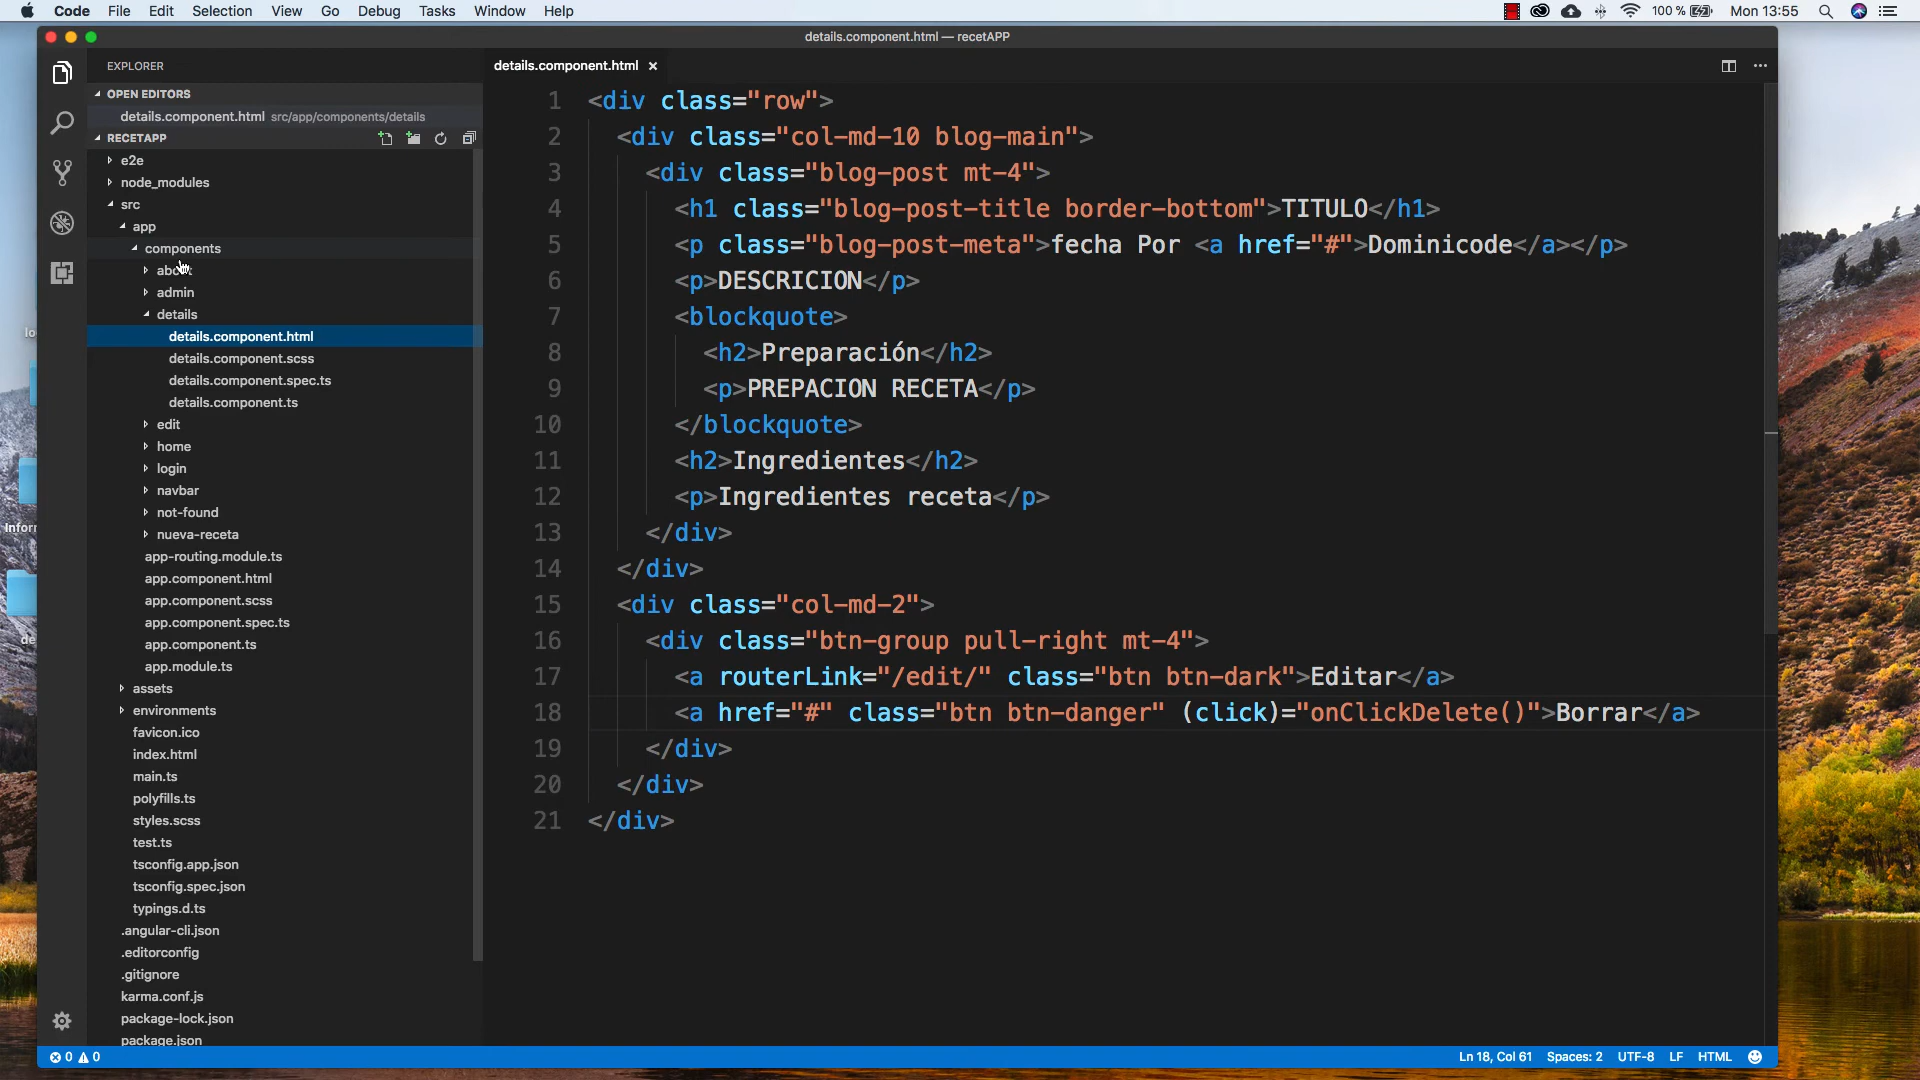 Code File Edit Selection View Go Debug Tasks Window Help 100 % Mon 13:55
details.component.html — recetAPP
EXPLORER
OPEN EDITORS
details.component.html src/app/components/details
RECETAPP
e2e
node_modules
src
app
components
about
admin
details
details.component.html
details.component.scss
details.component.spec.ts
details.component.ts
edit
home
login
navbar
not-found
nueva-receta
app-routing.module.ts
app.component.html
app.component.scss
app.component.spec.ts
app.component.ts
app.module.ts
assets
environments
favicon.ico
index.html
main.ts
polyfills.ts
styles.scss
test.ts
tsconfig.app.json
tsconfig.spec.json
typings.d.ts
.angular-cli.json
.editorconfig
.gitignore
karma.conf.js
package-lock.json
package.json
details.component.html
1 <div class="row">
2 <div class="col-md-10 blog-main">
3 <div class="blog-post mt-4">
4 <h1 class="blog-post-title border-bottom">TITULO</h1>
5 <p class="blog-post-meta">fecha Por <a href="#">Dominicode</a></p>
6 <p>DESCRICION</p>
7 <blockquote>
8 <h2>Preparación</h2>
9 <p>PREPACION RECETA</p>
10 </blockquote>
11 <h2>Ingredientes</h2>
12 <p>Ingredientes receta</p>
13 </div>
14 </div>
15 <div class="col-md-2">
16 <div class="btn-group pull-right mt-4">
17 <a routerLink="/edit/" class="btn btn-dark">Editar</a>
18 <a href="#" class="btn btn-danger" (click)="onClickDelete()">Borrar</a>
19 </div>
20 </div>
21 </div>
0 0 Ln 18, Col 61 Spaces: 2 UTF-8 LF HTML